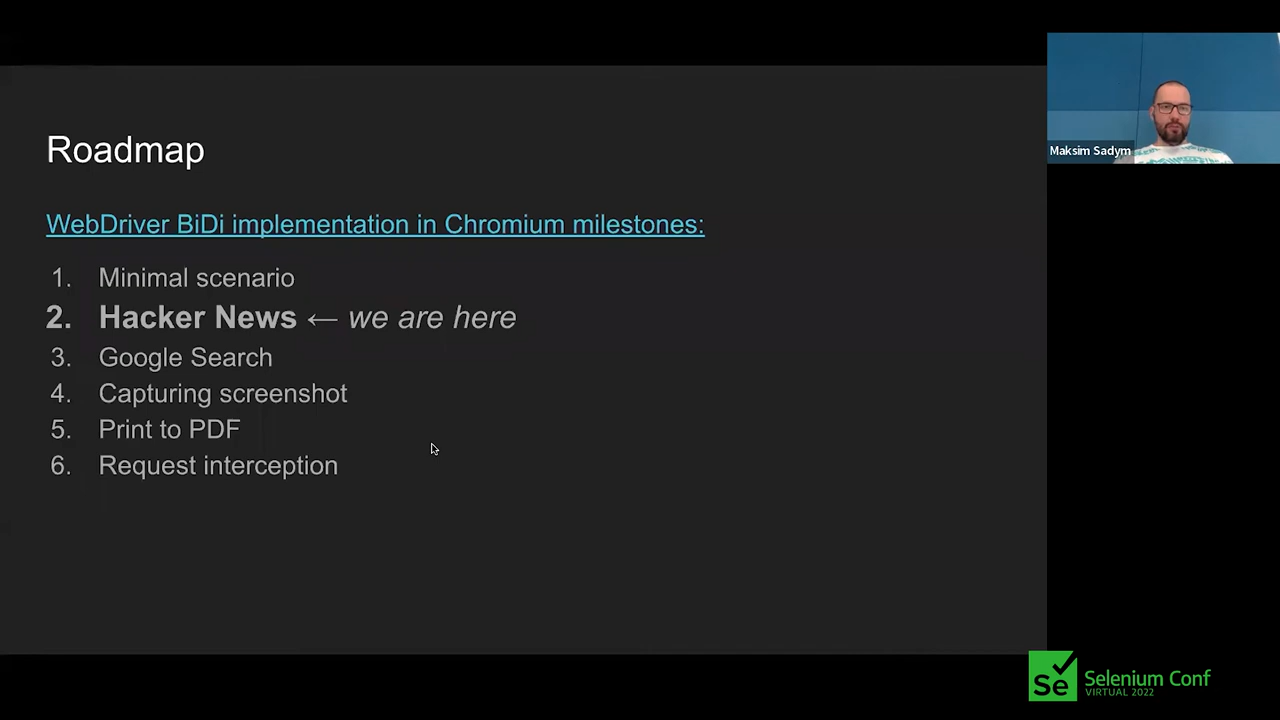 Roadmap
WebDriver BiDi implementation in Chromium milestones:
1. Minimal scenario
2. Hacker News ← we are here
3. Google Search
4. Capturing screenshot
5. Print to PDF
6. Request interception
Maksim Sadym
Se
Selenium Conf
VIRTUAL 2022